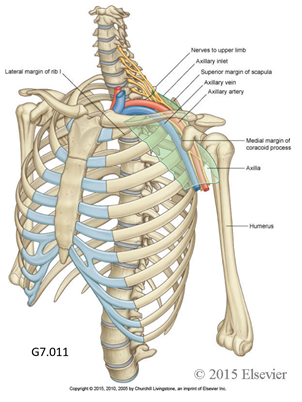 Nerves to upper limb
Axillary inlet
Lateral margin of rib I
Superior margin of scapula
Axillary vein
Axillary artery
Medial margin of
coracoid process
Axilla
Humerus
G7.011
© 2015 Elsevier
Copyright © 2015, 2010, 2005 by Churchill Livingstone, an imprint of Elsevier Inc.